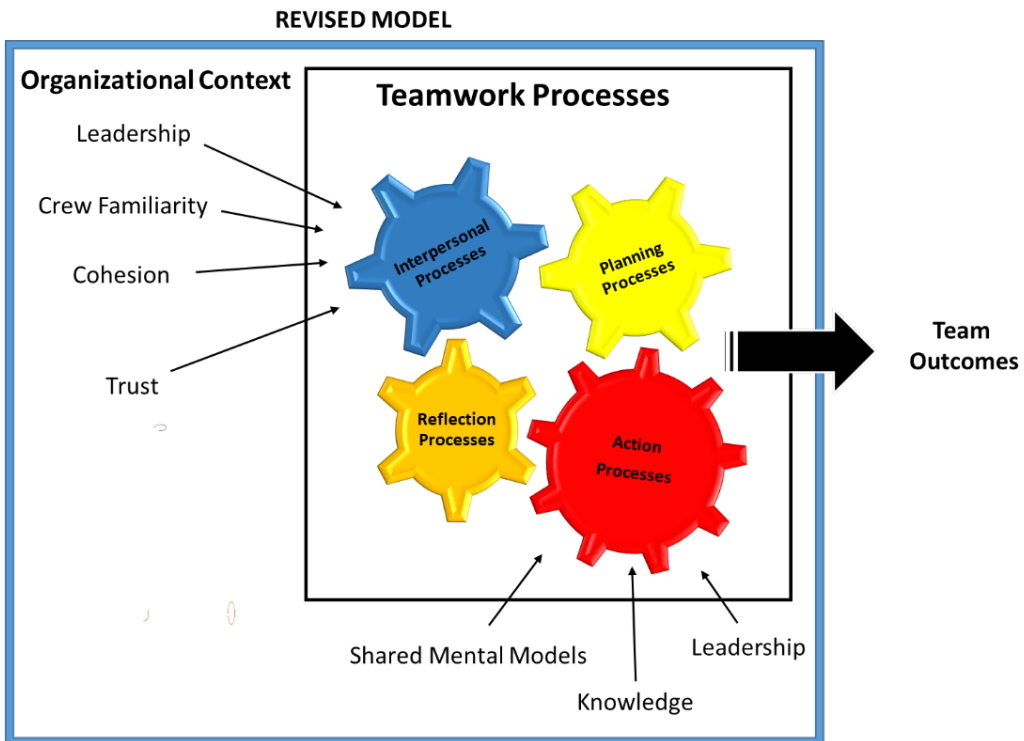 REVISED MODEL
Organizational Context
Teamwork Processes
Leadership
Crew Familiarity
Cohesion
Trust
Interpersonal
Processes
Planning
Processes
Reflection
Processes
Action
Processes
Team
Outcomes
Shared Mental Models
Leadership
Knowledge